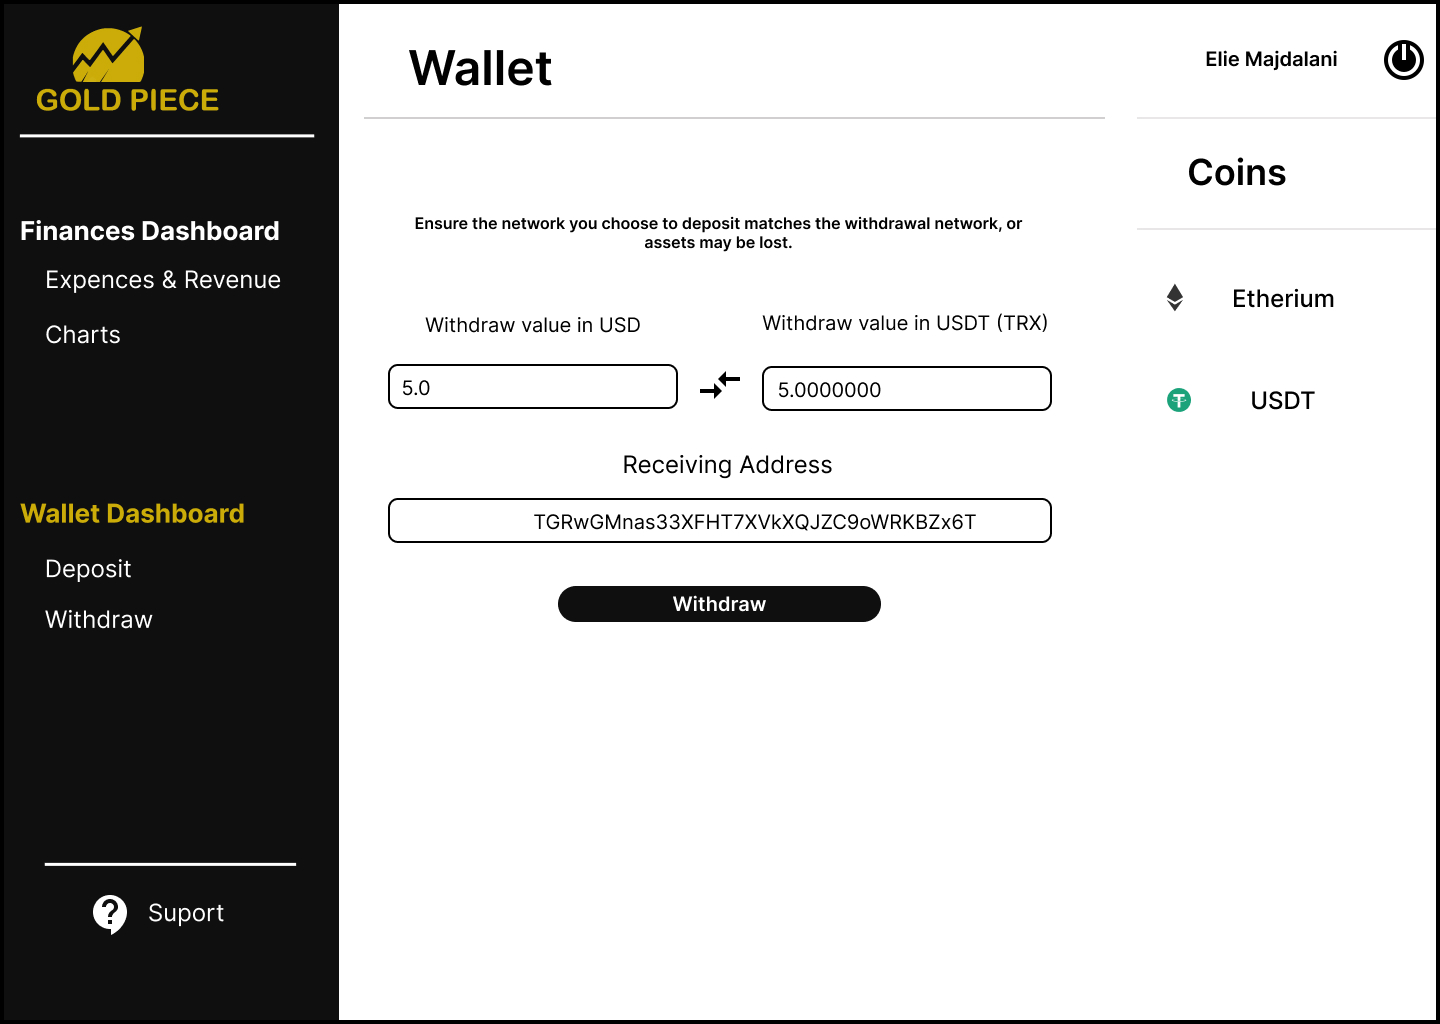 GOLD PIECE
Finances Dashboard
Expences & Revenue
Charts
Wallet Dashboard
Deposit
Withdraw
Suport
Wallet
Ensure the network you choose to deposit matches the withdrawal network, or
assets may be lost.
Withdraw value in USD
Withdraw value in USDT (TRX)
5.0
5.0000000
Receiving Address
TGRwGMnas33XFHT7XVkXQJZC9oWRKBZx6T
Withdraw
Elie Majdalani
Coins
Etherium
USDT